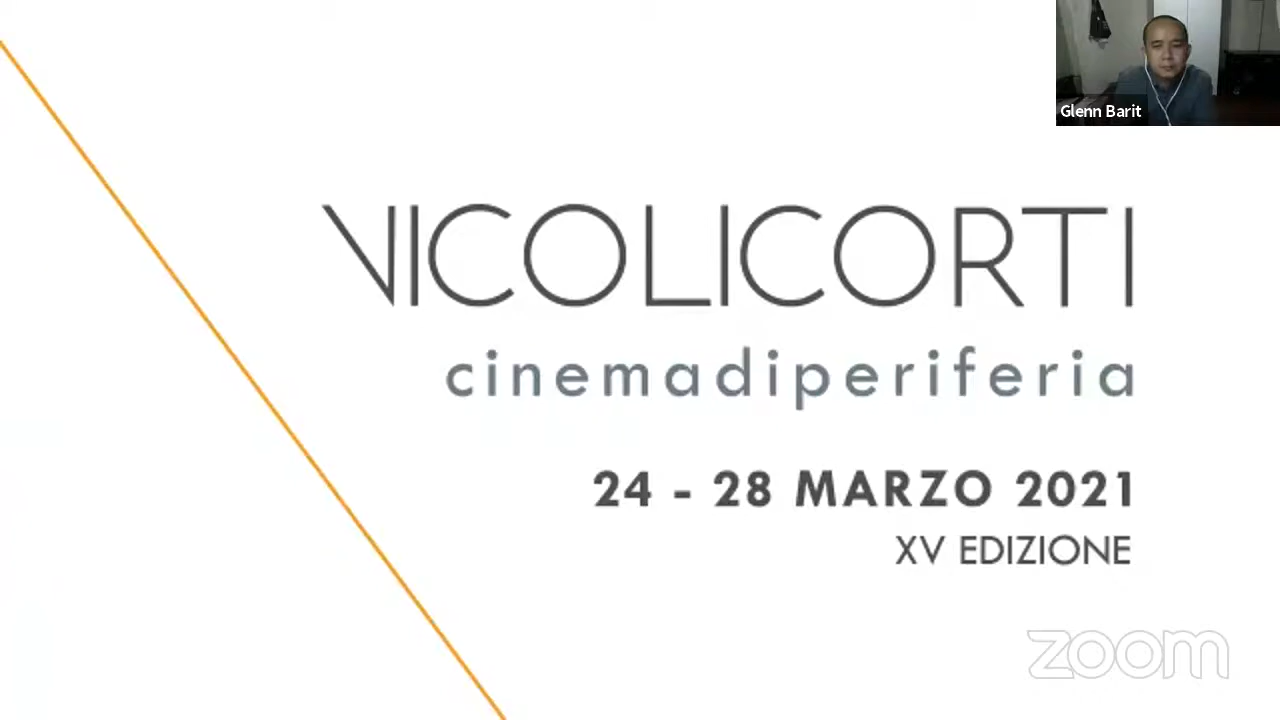 Glenn Barit
VICOLICORTI
cinemadiperiferia
24 - 28 MARZO 2021
XV EDIZIONE
zoom